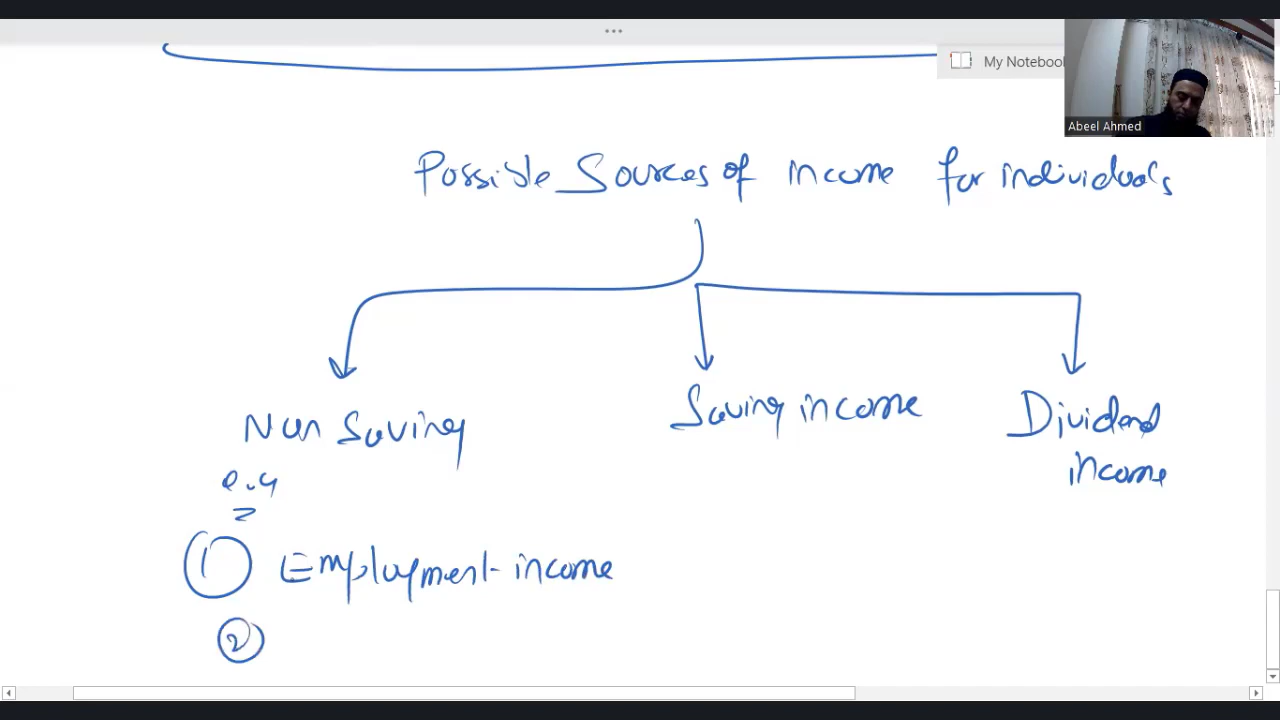 ...
My Notebook
Abeel Ahmed
Possible Sources of income for individuals
Non Saving
Saving income
Dividend
income
e.g
1 Employment income
2